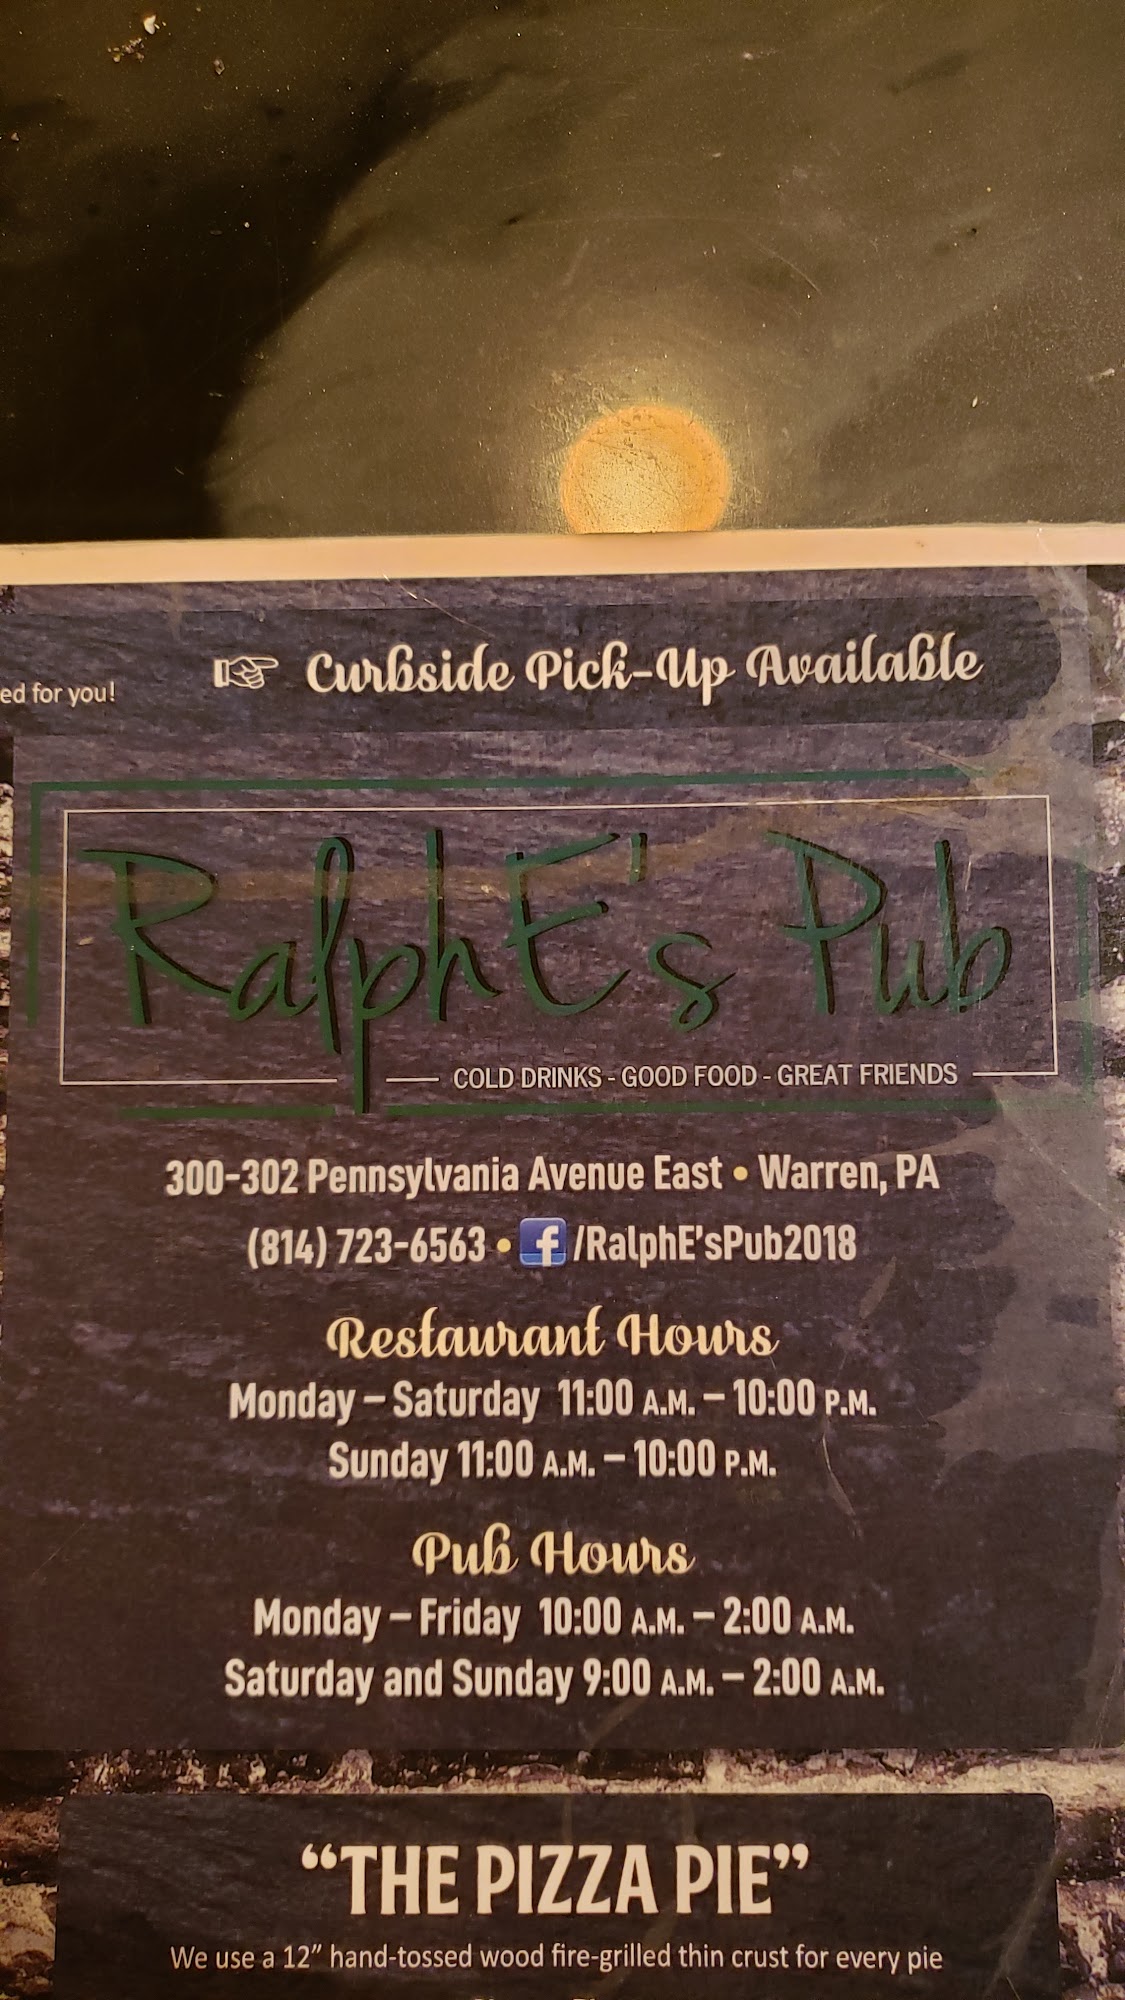 ed for you!
Curbside Pick-Up Available
RalphE's Pub
COLD DRINKS - GOOD FOOD - GREAT FRIENDS
300-302 Pennsylvania Avenue East • Warren, PA
(814) 723-6563 • f /RalphE'sPub2018
Restaurant Hours
Monday – Saturday 11:00 A.M. – 10:00 P.M.
Sunday 11:00 A.M. – 10:00 P.M.
Pub Hours
Monday – Friday 10:00 A.M. – 2:00 A.M.
Saturday and Sunday 9:00 A.M. – 2:00 A.M.
“THE PIZZA PIE”
We use a 12” hand-tossed wood fire-grilled thin crust for every pie